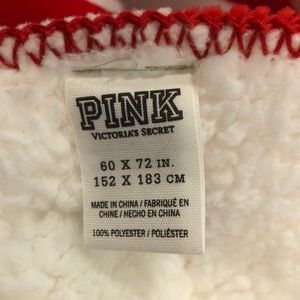 PINK
VICTORIA'S SECRET
60 X 72 IN.
152 X 183 CM
MADE IN CHINA / FABRIQUÉ EN
CHINE / HECHO EN CHINA
100% POLYESTER / POLIÉSTER